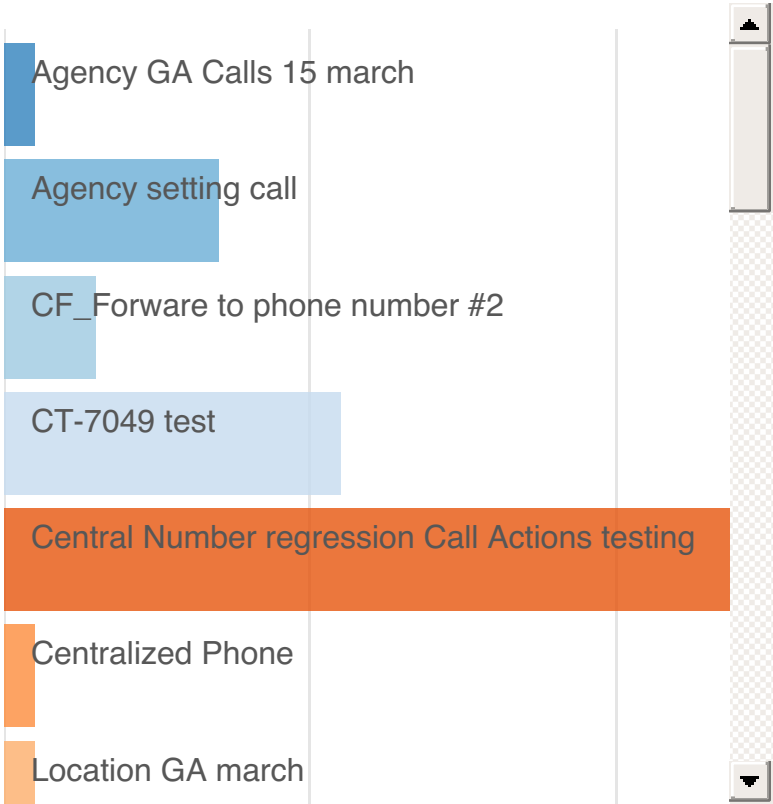 Agency GA Calls 15 march
Agency setting call
CF_Forware to phone number #2
CT-7049 test
Central Number regression Call Actions testing
Centralized Phone
Location GA march